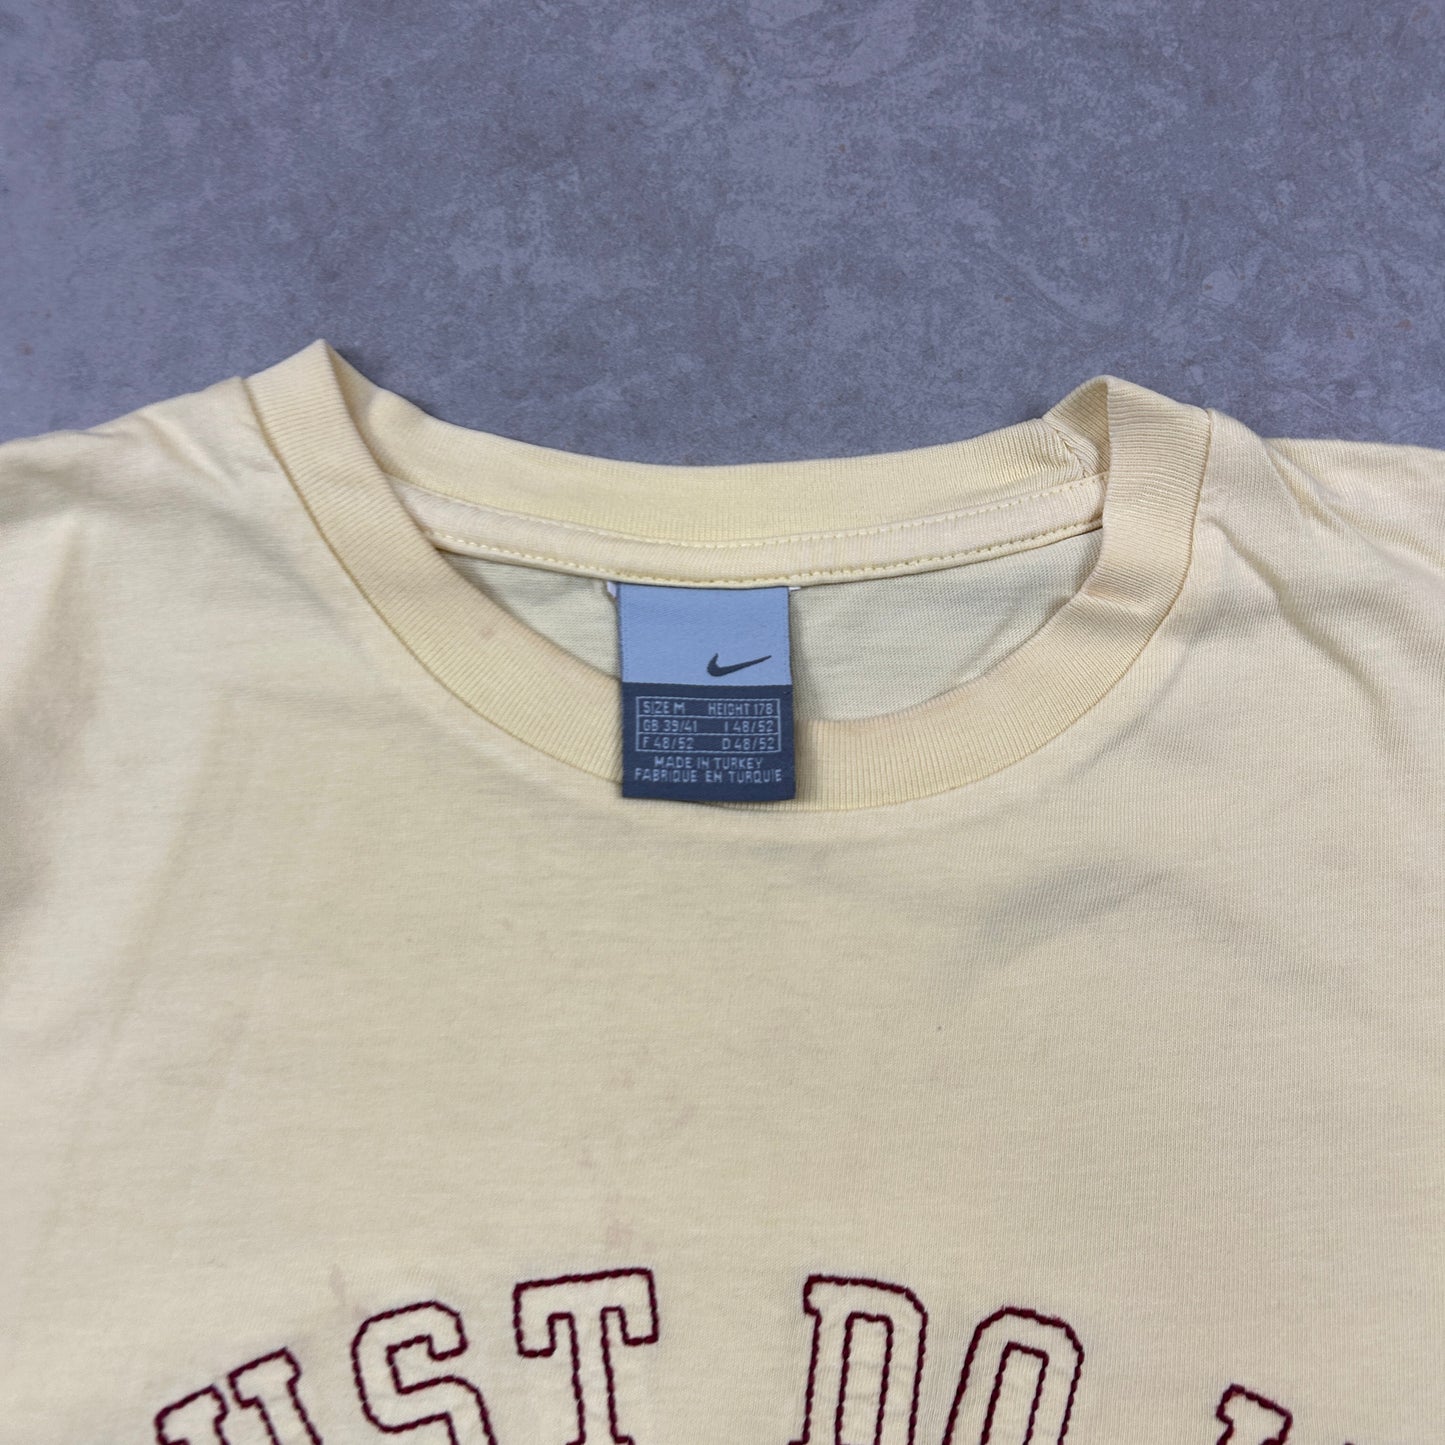 SIZE M HEIGHT 178
GB 39/41 I 48/52
F 48/52 D 48/52
MADE IN TURKEY
FABRIQUE EN TURQUIE
UST DO I